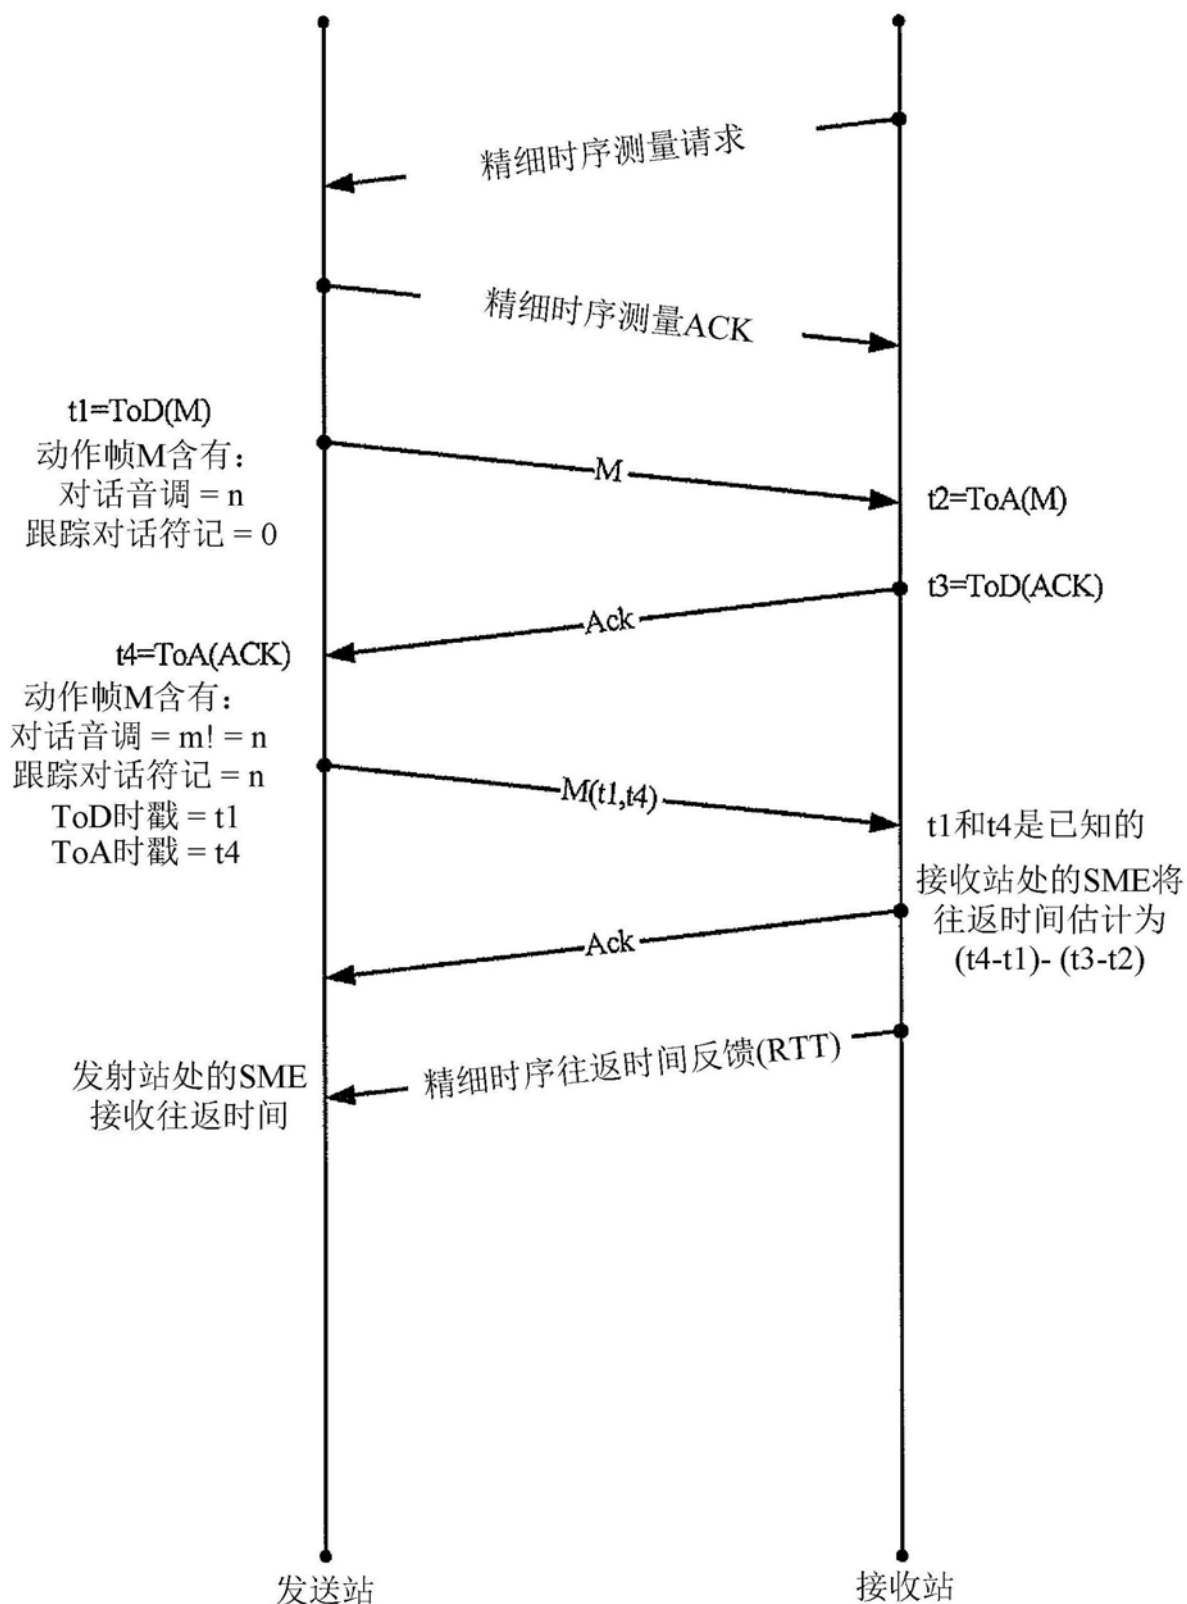 精细时序测量请求
精细时序测量ACK
t1=ToD(M)
动作帧M含有：
对话音调 = n
跟踪对话符记 = 0
M
t2=ToA(M)
t3=ToD(ACK)
Ack
t4=ToA(ACK)
动作帧M含有：
对话音调 = m! = n
跟踪对话符记 = n
ToD时戳 = t1
ToA时戳 = t4
M(t1,t4)
t1和t4是已知的
接收站处的SME将
往返时间估计为
(t4-t1)- (t3-t2)
Ack
精细时序往返时间反馈(RTT)
发射站处的SME
接收往返时间
发送站
接收站